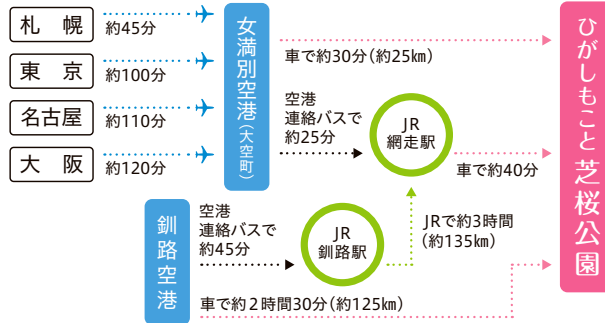 札幌
約45分
東京
約100分
名古屋
約110分
大阪
約120分
女満別空港(大空町)
車で約30分(約25km)
空港
連絡バスで
約25分
JR
網走駅
車で約40分
釧路空港
空港
連絡バスで
約45分
JR
釧路駅
JRで約3時間
(約135km)
車で約2時間30分(約125km)
ひがしもこと芝桜公園